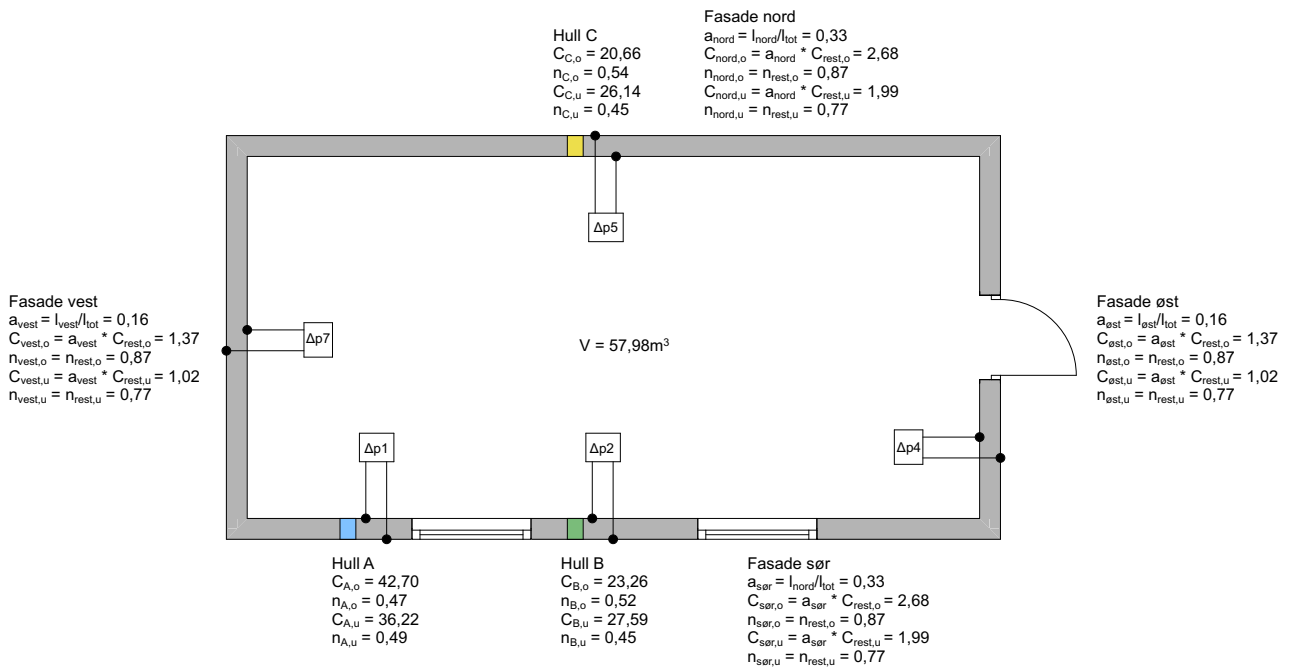 Fasade nord
a_nord = l_nord/l_tot = 0,33
C_nord,o = a_nord * C_rest,o = 2,68
n_nord,o = n_rest,o = 0,87
C_nord,u = a_nord * C_rest,u = 1,99
n_nord,u = n_rest,u = 0,77
Hull C
C_C,o = 20,66
n_C,o = 0,54
C_C,u = 26,14
n_C,u = 0,45
Δp5
Fasade vest
a_vest = l_vest/l_tot = 0,16
C_vest,o = a_vest * C_rest,o = 1,37
n_vest,o = n_rest,o = 0,87
C_vest,u = a_vest * C_rest,u = 1,02
n_vest,u = n_rest,u = 0,77
Δp7
V = 57,98m³
Fasade øst
a_øst = l_øst/l_tot = 0,16
C_øst,o = a_øst * C_rest,o = 1,37
n_øst,o = n_rest,o = 0,87
C_øst,u = a_øst * C_rest,u = 1,02
n_øst,u = n_rest,u = 0,77
Δp1
Δp2
Δp4
Hull A
C_A,o = 42,70
n_A,o = 0,47
C_A,u = 36,22
n_A,u = 0,49
Hull B
C_B,o = 23,26
n_B,o = 0,52
C_B,u = 27,59
n_B,u = 0,45
Fasade sør
a_sør = l_nord/l_tot = 0,33
C_sør,o = a_sør * C_rest,o = 2,68
n_sør,o = n_rest,o = 0,87
C_sør,u = a_sør * C_rest,u = 1,99
n_sør,u = n_rest,u = 0,77